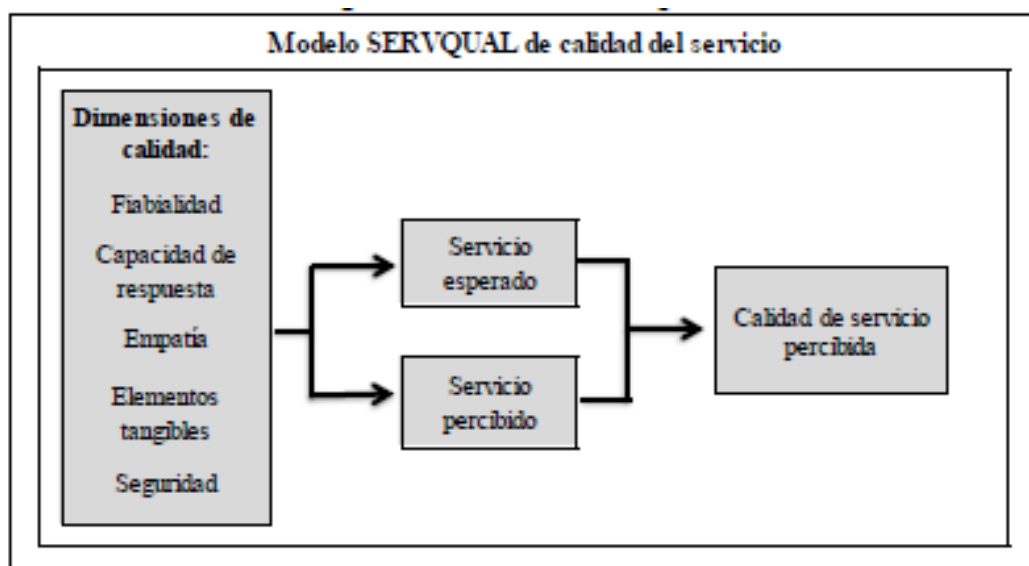 Modelo SERVQUAL de calidad del servicio
Dimensiones de
calidad:
Fiabialidad
Capacidad de
respuesta
Empatía
Elementos
tangibles
Seguridad
Servicio
esperado
Servicio
percibido
Calidad de servicio
percibida